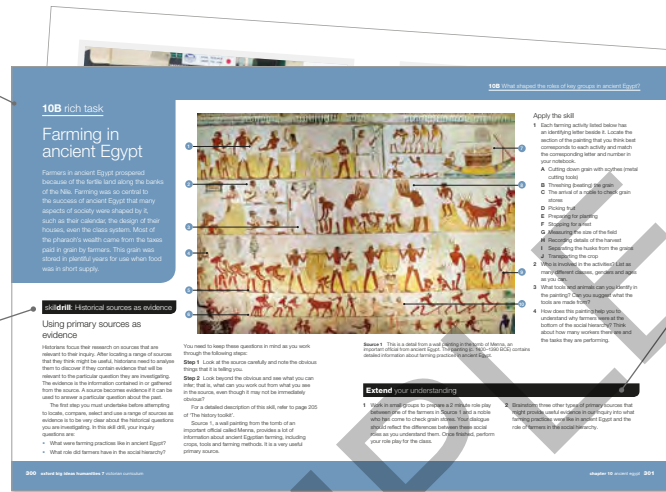 10B What shaped the roles of key groups in ancient Egypt?
10B rich task
Farming in
ancient Egypt
Farmers in ancient Egypt prospered
because of the fertile land along the banks
of the Nile. Farming was so central to
the success of ancient Egypt that many
aspects of society were shaped by it,
such as their calendar, the design of their
houses, even the class system. Most of
the pharaoh's wealth came from the taxes
paid in grain by farmers. This grain was
stored in plentiful years for use when food
was in short supply.
skilldrill: Historical sources as evidence
Using primary sources as
evidence
Historians focus their research on sources that are
relevant to their inquiry. After locating a range of sources
that they think might be useful, historians need to analyse
them to discover if they contain evidence that will be
relevant to the particular question they are investigating.
The evidence is the information contained in or gathered
from the source. A source becomes evidence if it can be
used to answer a particular question about the past.
The first step you must undertake before attempting
to locate, compare, select and use a range of sources as
evidence is to be very clear about the historical questions
you are investigating. In this skill drill, your inquiry
questions are:
• What were farming practices like in ancient Egypt?
• What role did farmers have in the social hierarchy?
You need to keep these questions in mind as you work
through the following steps:
Step 1 Look at the source carefully and note the obvious
things that it is telling you.
Step 2 Look beyond the obvious and see what you can
infer: that is, what can you work out from what you see
in the source, even though it may not be immediately
obvious?
For a detailed description of this skill, refer to page 205
of 'The history toolkit'.
Source 1, a wall painting from the tomb of an
important official called Menna, provides a lot of
information about ancient Egyptian farming, including
crops, tools and farming methods. It is a very useful
primary source.
Source 1 This is a detail from a wall painting in the tomb of Menna, an
important official from ancient Egypt. The painting (c. 1400–1390 BCE) contains
detailed information about farming practices in ancient Egypt.
Apply the skill
1 Each farming activity listed below has
an identifying letter beside it. Locate the
section of the painting that you think best
corresponds to each activity and match
the corresponding letter and number in
your notebook.
A Cutting down grain with scythes (metal
cutting tools)
B Threshing (beating) the grain
C The arrival of a noble to check grain
stores
D Picking fruit
E Preparing for planting
F Stopping for a rest
G Measuring the size of the field
H Recording details of the harvest
I Separating the husks from the grains
J Transporting the crop
2 Who is involved in the activities? List as
many different classes, genders and ages
as you can.
3 What tools and animals can you identify in
the painting? Can you suggest what the
tools are made from?
4 How does this painting help you to
understand why farmers were at the
bottom of the social hierarchy? Think
about how many workers there are and
the tasks they are performing.
Extend your understanding
1 Work in small groups to prepare a 2 minute role play
between one of the farmers in Source 1 and a noble
who has come to check grain stores. Your dialogue
should reflect the differences between these social
roles as you understand them. Once finished, perform
your role play for the class.
2 Brainstorm three other types of primary sources that
might provide useful evidence in our inquiry into what
farming practices were like in ancient Egypt and the
role of farmers in the social hierarchy.
200 oxford big ideas humanities 7 victorian curriculum
chapter 10 ancient egypt 201